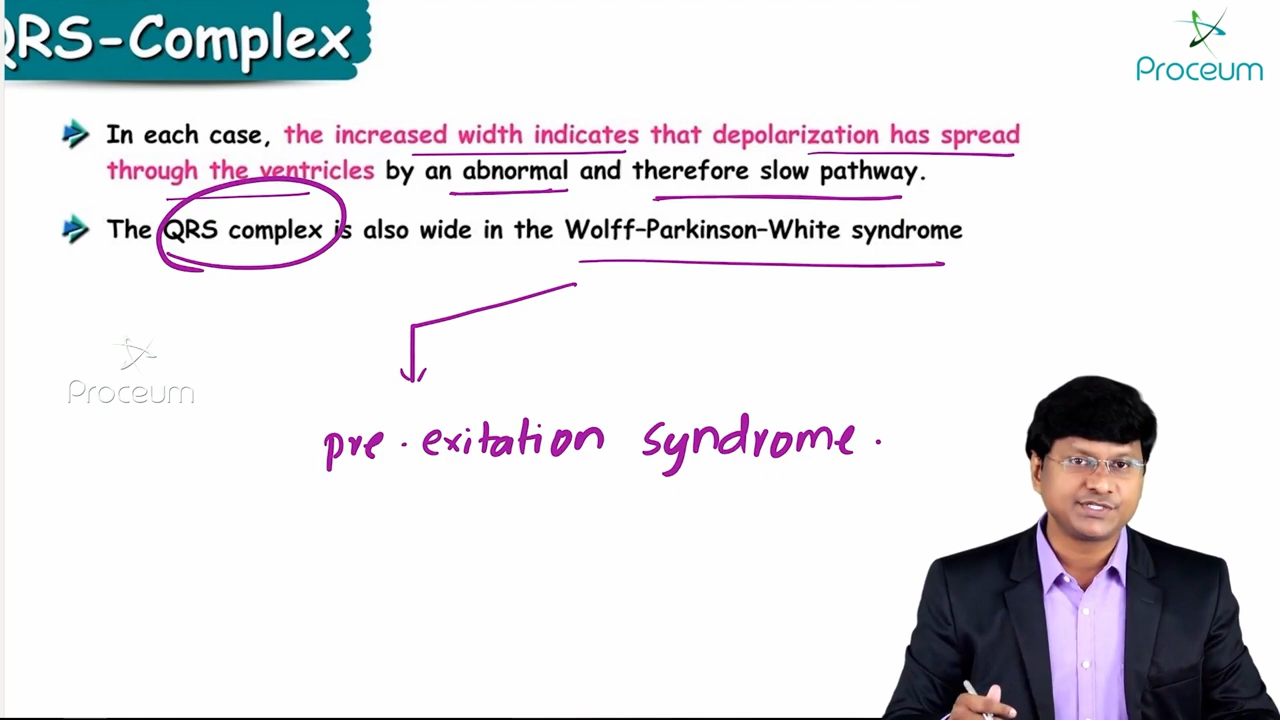 QRS-Complex
Proceum
In each case, the increased width indicates that depolarization has spread
through the ventricles by an abnormal and therefore slow pathway.
The QRS complex is also wide in the Wolff-Parkinson-White syndrome
Proceum
pre. exitation syndrome.